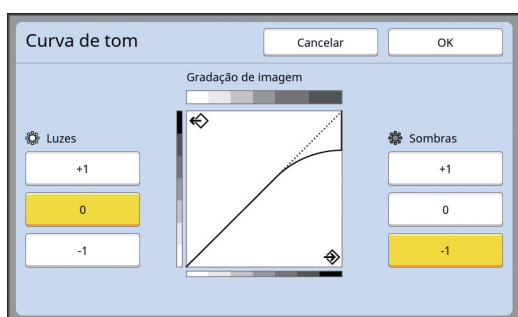 Curva de tom
Cancelar
OK
Gradação de imagem
Luzes
+1
0
-1
Sombras
+1
0
-1